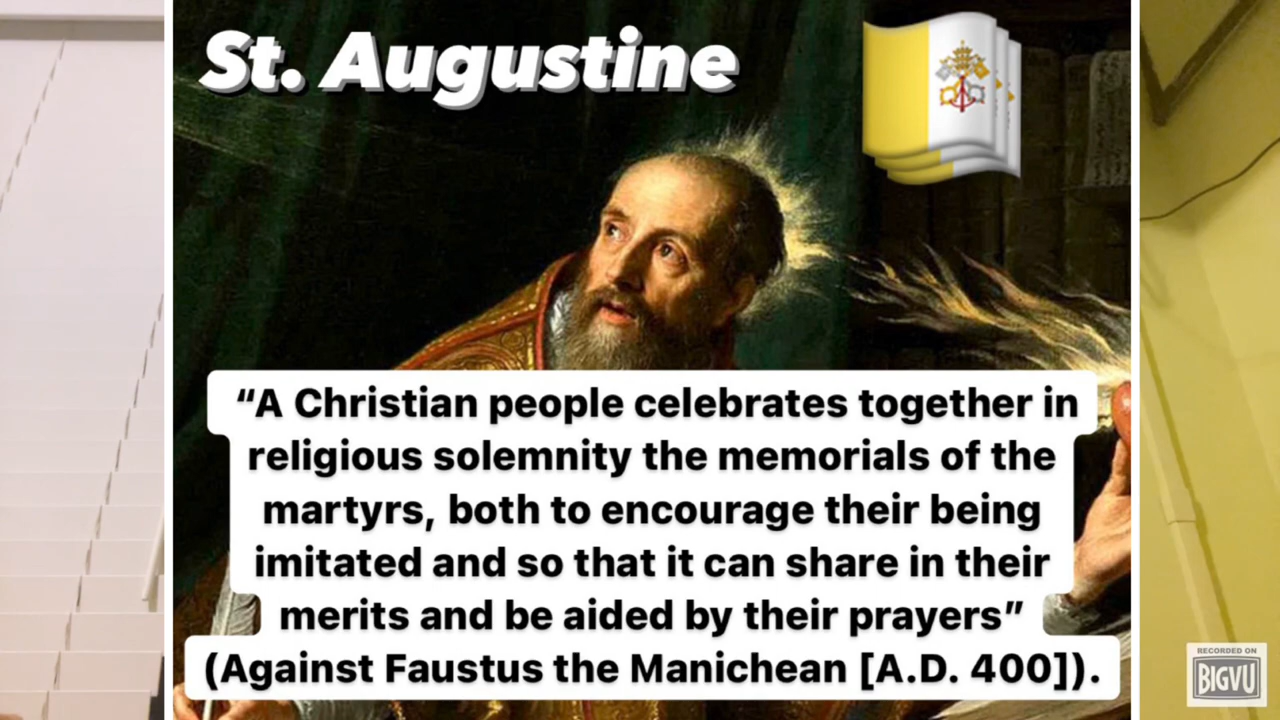 St. Augustine
“A Christian people celebrates together in
religious solemnity the memorials of the
martyrs, both to encourage their being
imitated and so that it can share in their
merits and be aided by their prayers”
(Against Faustus the Manichean [A.D. 400]).
RECORDED ON
BIGVU